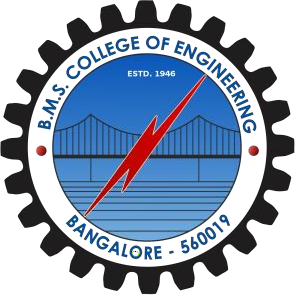 B.M.S. COLLEGE OF ENGINEERING
ESTD. 1946
BANGALORE - 560019